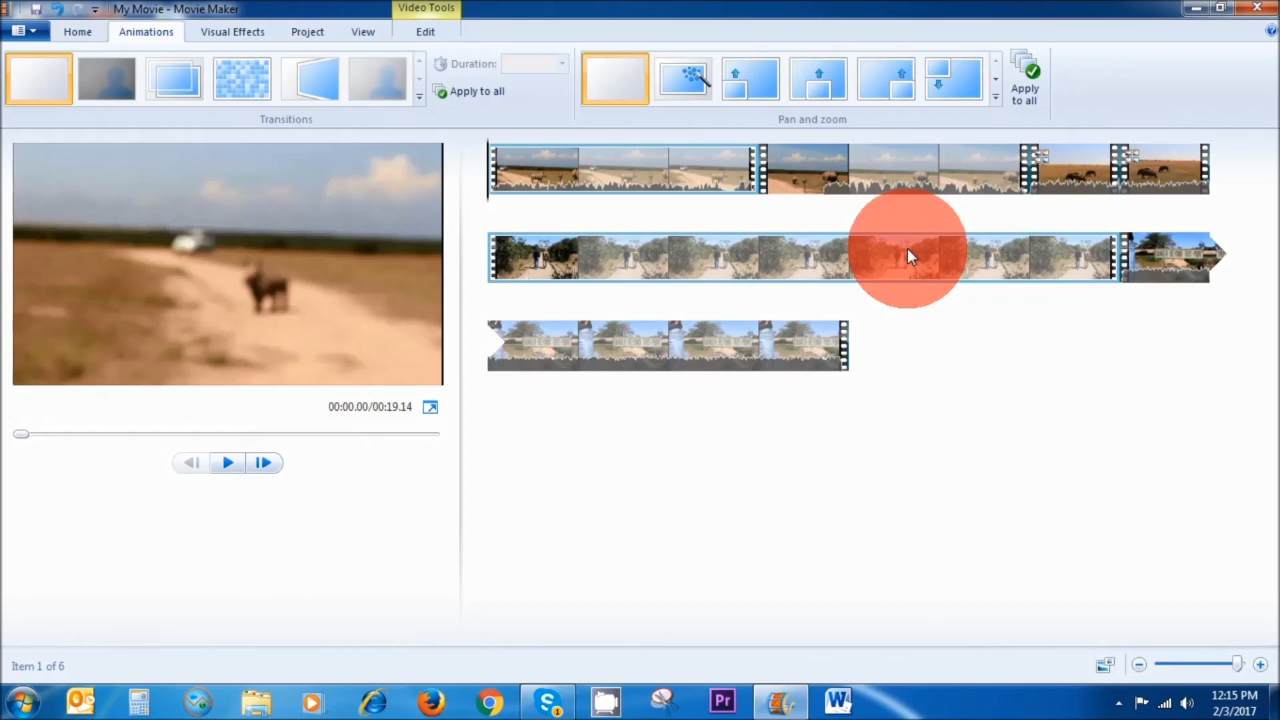 My Movie - Movie Maker
Video Tools
Home
Animations
Visual Effects
Project
View
Edit
Duration:
Apply to all
Transitions
Pan and zoom
Apply
to all
00:00.00/00:19.14
Item 1 of 6
Pr
12:15 PM
2/3/2017